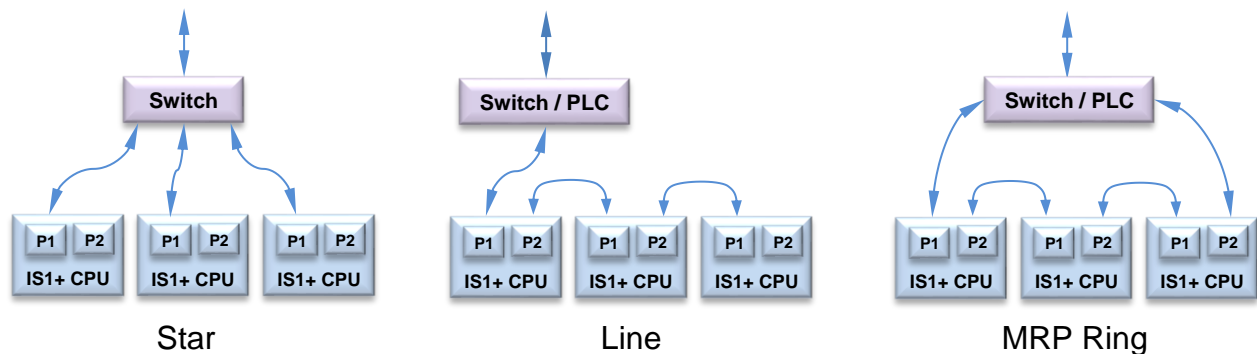 Switch
Switch / PLC
Switch / PLC
P1 P2 P1 P2 P1 P2
IS1+ CPU IS1+ CPU IS1+ CPU
P1 P2 P1 P2 P1 P2
IS1+ CPU IS1+ CPU IS1+ CPU
P1 P2 P1 P2 P1 P2
IS1+ CPU IS1+ CPU IS1+ CPU
Star
Line
MRP Ring